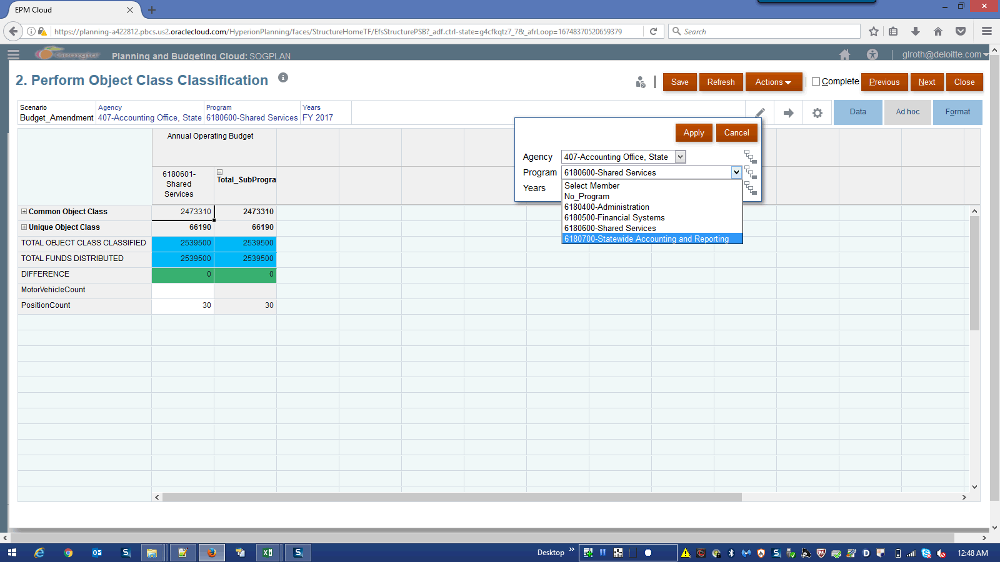 EPM Cloud
https://planning-a422812.pbcs.us2.oraclecloud.com/HyperionPlanning/faces/StructureHomeTF/EfsStructurePSB?_adf.ctrl-state=g4cfkqtz7_7&_afrLoop=16748370520659379
Search
Georgia Planning and Budgeting Cloud: SOGPLAN
glroth@deloitte.com
2. Perform Object Class Classification
Save Refresh Actions Complete Previous Next Close
Scenario Agency Program Years
Budget_Amendment 407-Accounting Office, State 6180600-Shared Services FY 2017
Data Ad hoc Format
Apply Cancel
Agency 407-Accounting Office, State
Program 6180600-Shared Services
Years
Select Member
No_Program
6180400-Administration
6180500-Financial Systems
6180600-Shared Services
6180700-Statewide Accounting and Reporting
Annual Operating Budget
6180601-
Shared
Services
Total_SubProgra
Common Object Class 2473310 2473310
Unique Object Class 66190 66190
TOTAL OBJECT CLASS CLASSIFIED 2539500 2539500
TOTAL FUNDS DISTRIBUTED 2539500 2539500
DIFFERENCE 0 0
MotorVehicleCount
PositionCount 30 30
Desktop
12:48 AM